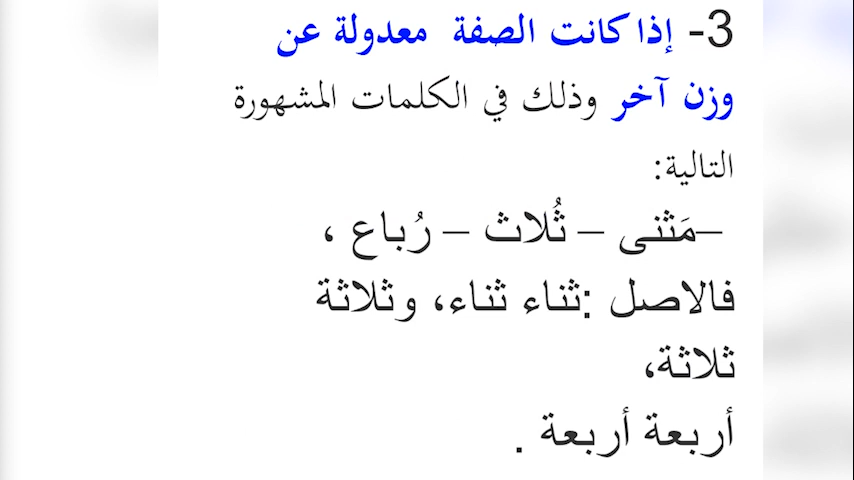 3- إذا كانت الصفة معدولة عن
وزن آخر وذلك في الكلمات المشهورة
التالية:
–مَثنى – ثُلاث – رُباع ،
فالاصل :ثناء ثناء، وثلاثة
ثلاثة،
أربعة أربعة .